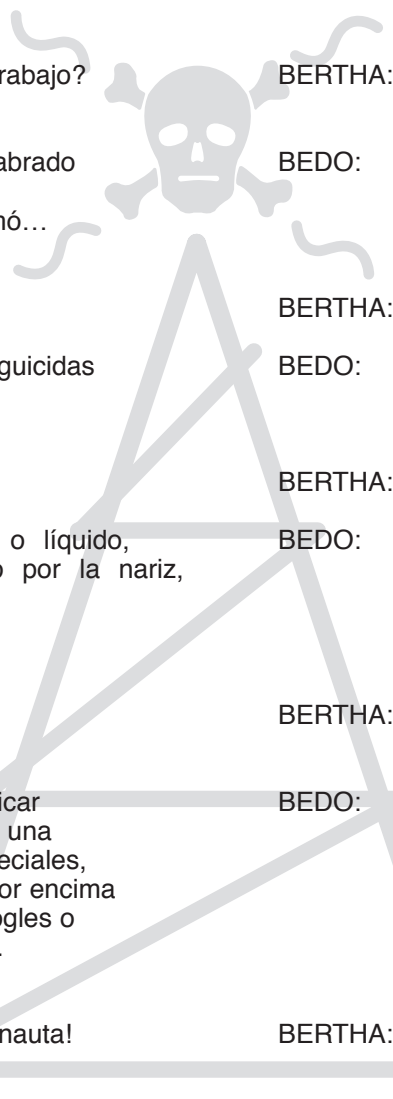 rabajo?
abrado
nó…
guicidas
o líquido,
o por la nariz,
icar
una
eciales,
or encima
ogles o
.
nauta!
BERTHA:
BEDO:
BERTHA:
BEDO:
BERTHA:
BEDO:
BERTHA:
BEDO:
BERTHA: